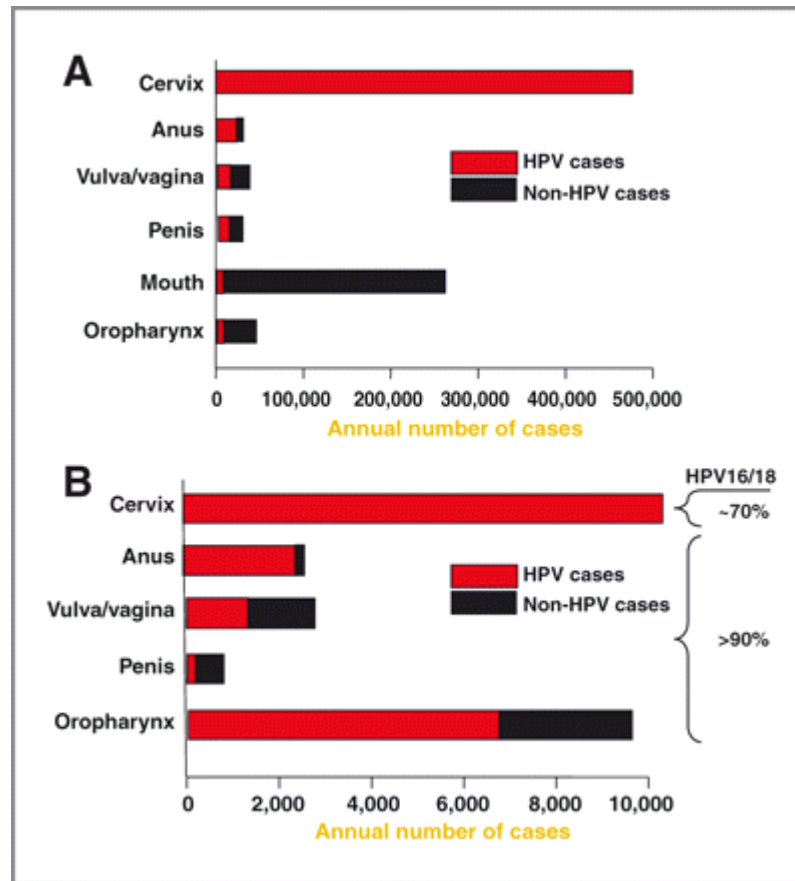 A
Cervix
Anus
Vulva/vagina
Penis
Mouth
Oropharynx
HPV cases
Non-HPV cases
0 100,000 200,000 300,000 400,000 500,000
Annual number of cases
B
HPV16/18
Cervix
~70%
Anus
Vulva/vagina
Penis
Oropharynx
HPV cases
Non-HPV cases
>90%
0 2,000 4,000 6,000 8,000 10,000
Annual number of cases